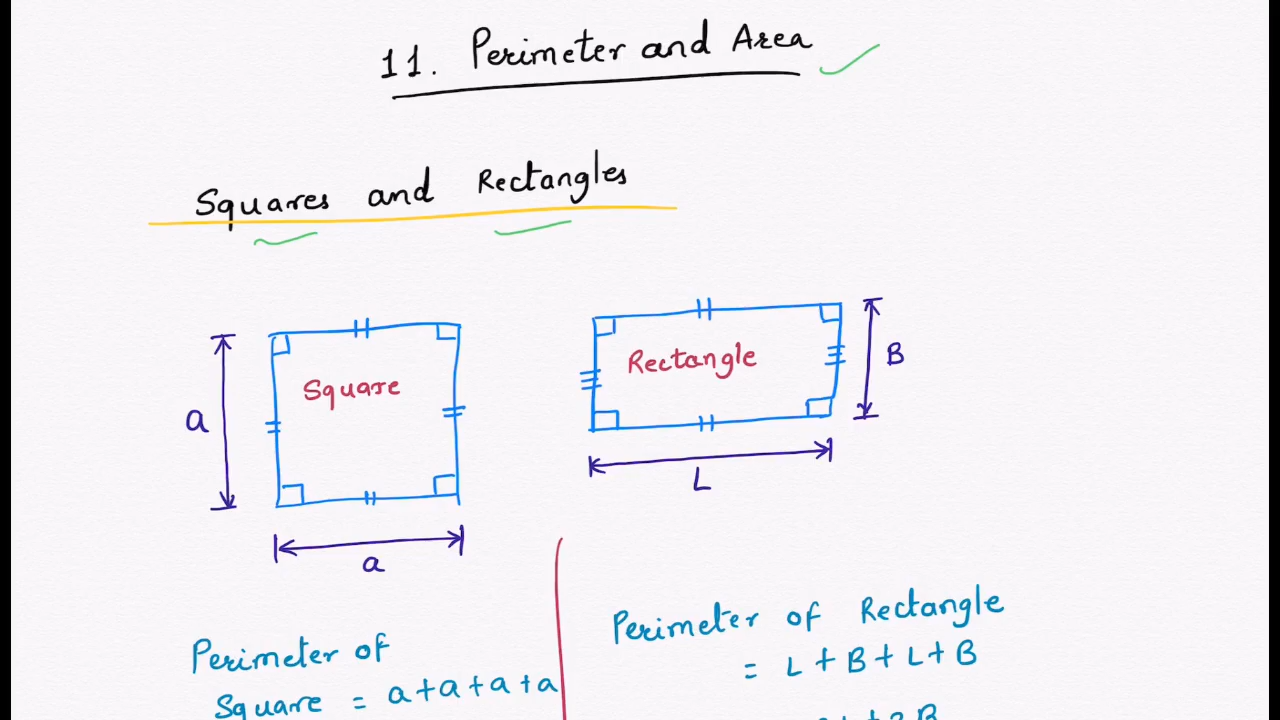 11. Perimeter and Area
Squares and Rectangles
Square
a
a
Rectangle
B
L
Perimeter of
Square = a+a+a+a
Perimeter of Rectangle
= L+B+L+B